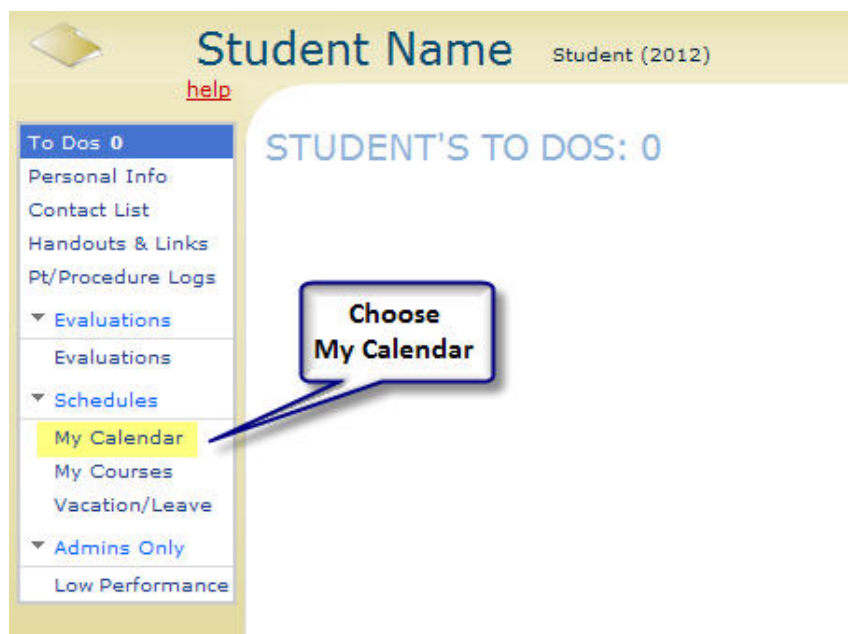 Student Name Student (2012)
help
To Dos 0
Personal Info
Contact List
Handouts & Links
Pt/Procedure Logs
Evaluations
Evaluations
Schedules
My Calendar
My Courses
Vacation/Leave
Admins Only
Low Performance
STUDENT'S TO DOS: 0
Choose
My Calendar